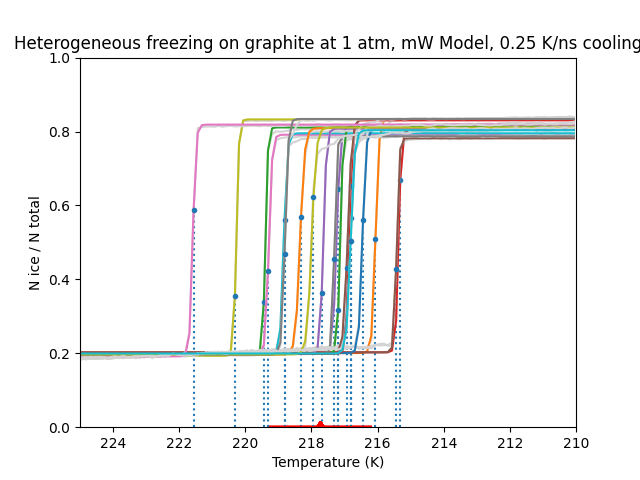 Heterogeneous freezing on graphite at 1 atm, mW Model, 0.25 K/ns cooling
1.0
0.8
0.6
0.4
0.2
0.0
N ice / N total
224 222 220 218 216 214 212 210
Temperature (K)